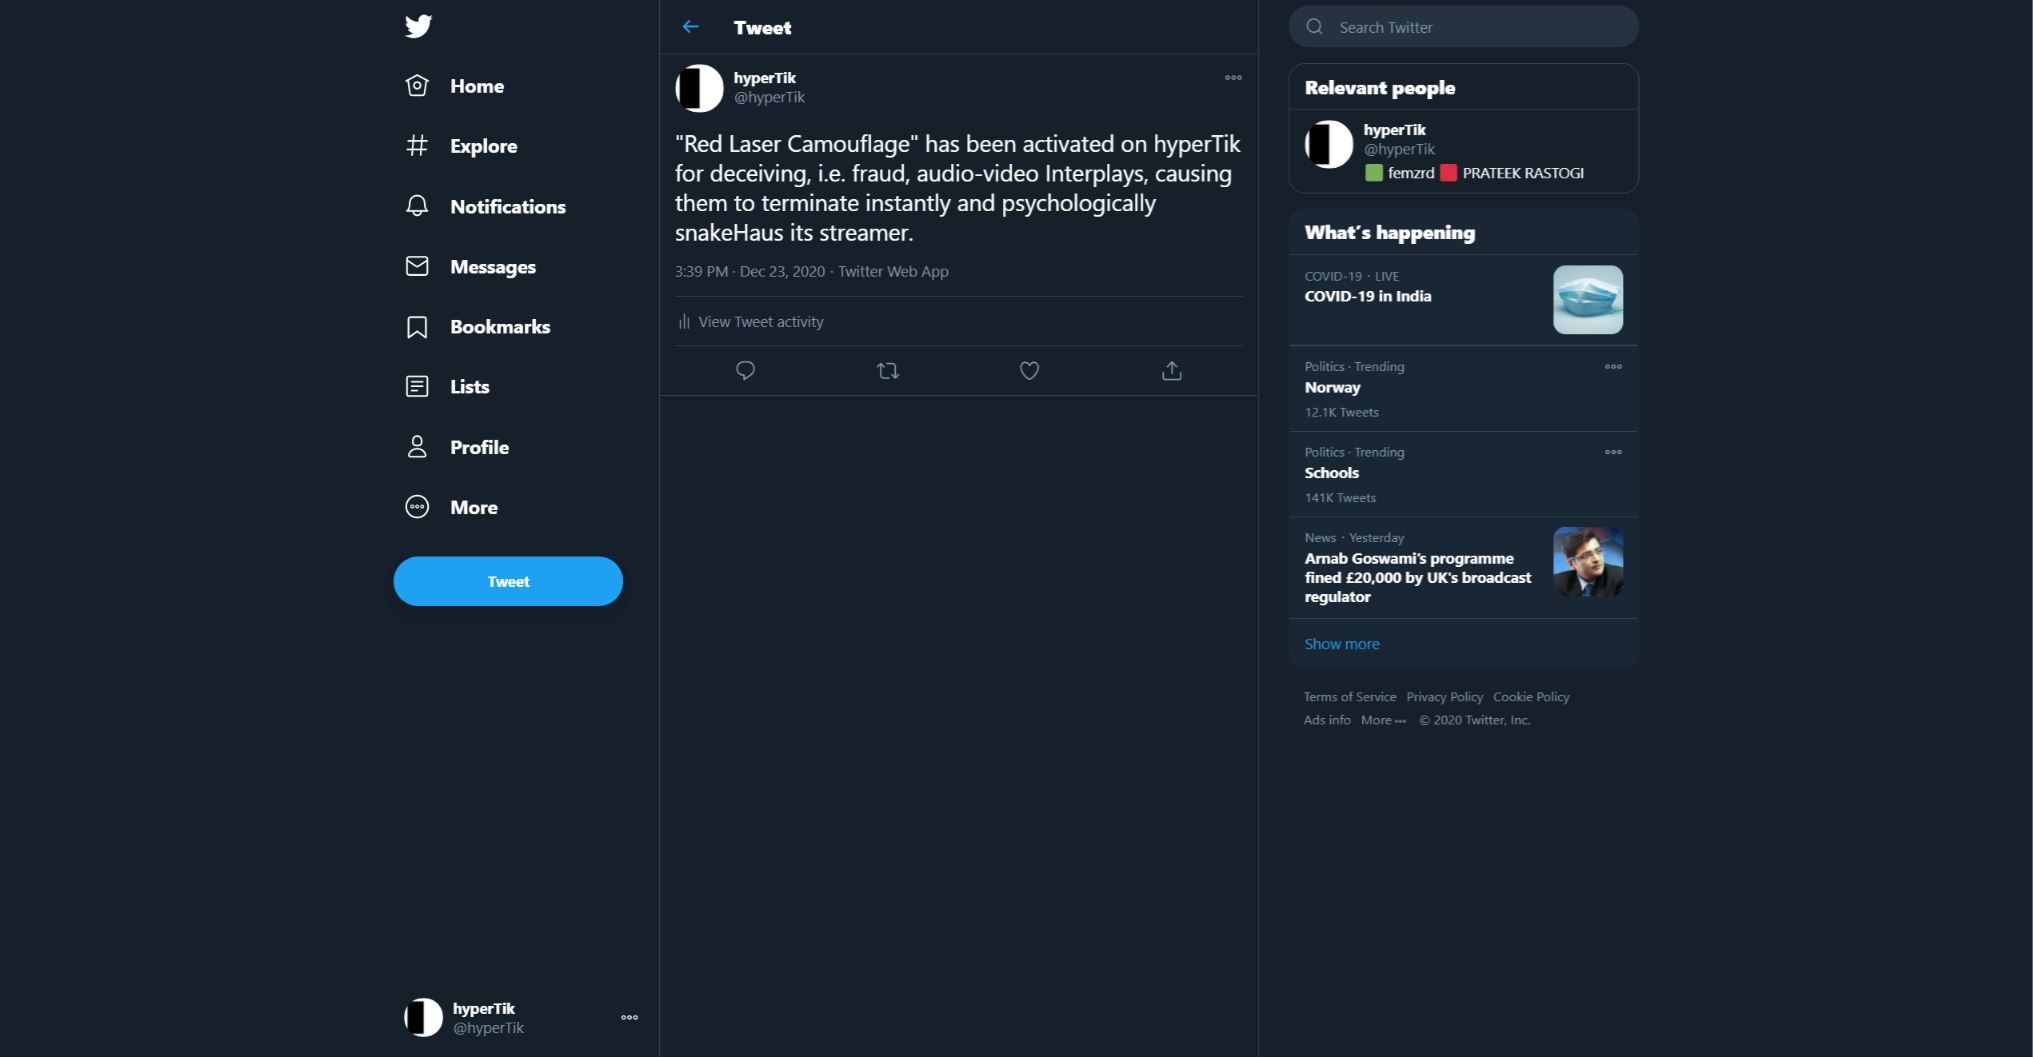 Home
Explore
Notifications
Messages
Bookmarks
Lists
Profile
More
Tweet
hyperTik
@hyperTik
Tweet
hyperTik
@hyperTik
"Red Laser Camouflage" has been activated on hyperTik
for deceiving, i.e. fraud, audio-video Interplays, causing
them to terminate instantly and psychologically
snakeHaus its streamer.
3:39 PM · Dec 23, 2020 · Twitter Web App
View Tweet activity
Search Twitter
Relevant people
hyperTik
@hyperTik
femzrd PRATEEK RASTOGI
What's happening
COVID-19 · LIVE
COVID-19 in India
Politics · Trending
Norway
12.1K Tweets
Politics · Trending
Schools
141K Tweets
News · Yesterday
Arnab Goswami's programme
fined £20,000 by UK's broadcast
regulator
Show more
Terms of Service Privacy Policy Cookie Policy
Ads info More © 2020 Twitter, Inc.